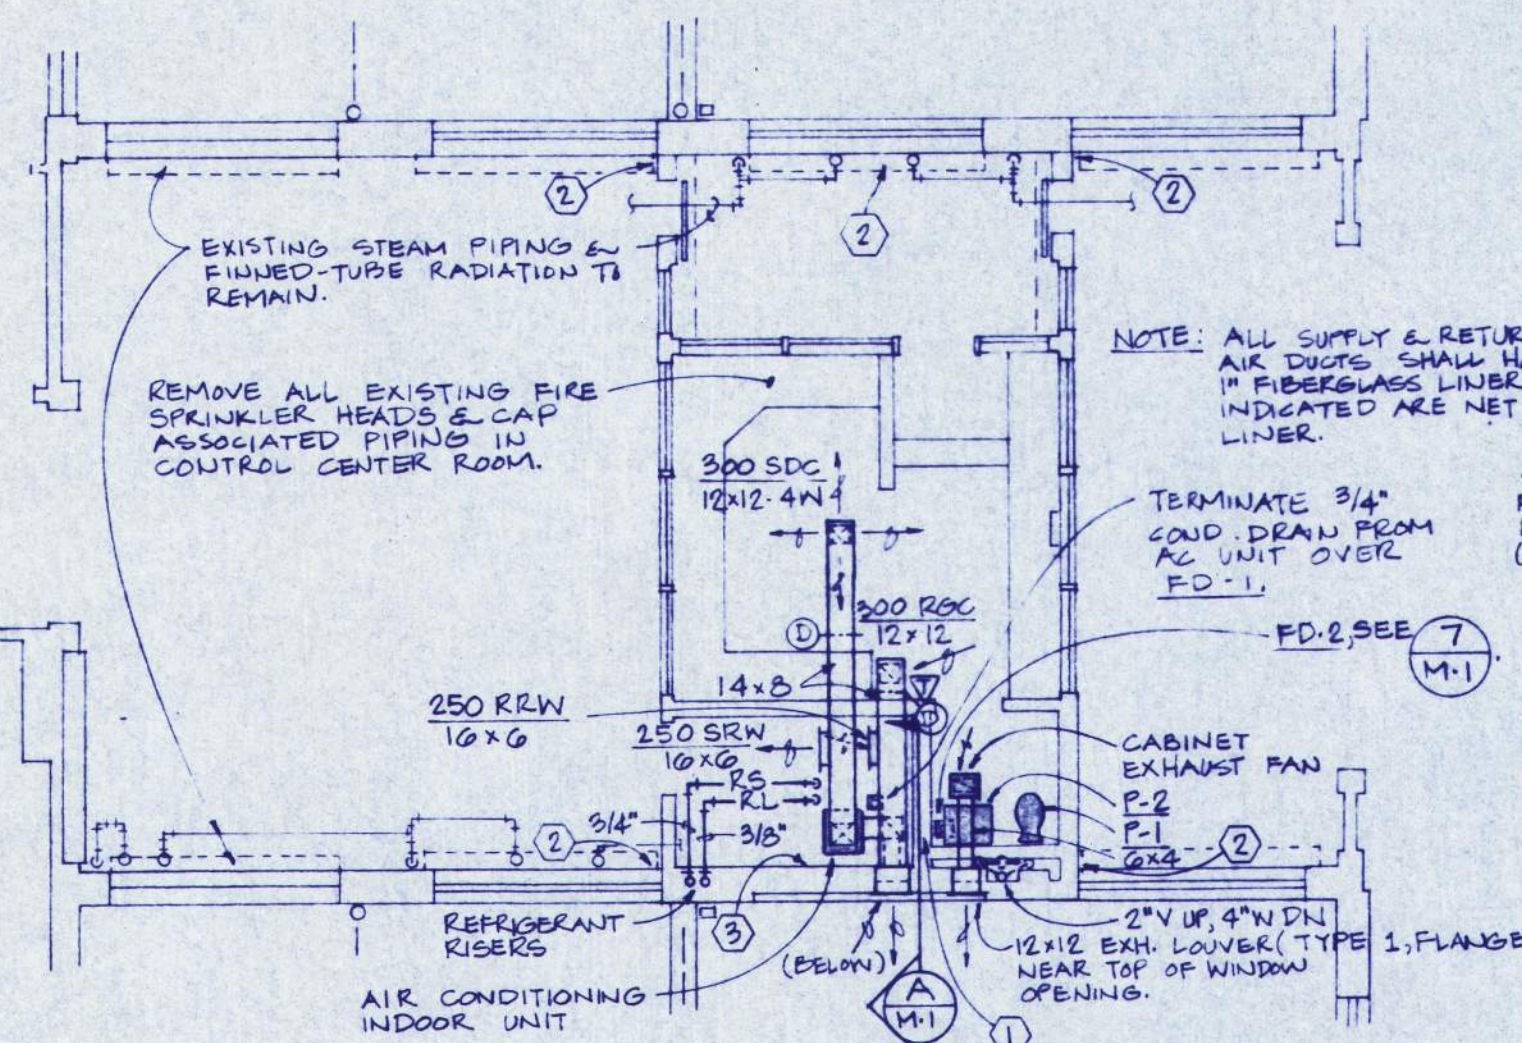 2
2
2
EXISTING STEAM PIPING &
FINNED-TUBE RADIATION TO
REMAIN.
NOTE: ALL SUPPLY & RETUR
AIR DUCTS SHALL HA
1" FIBERGLASS LINER
INDICATED ARE NET
LINER.
REMOVE ALL EXISTING FIRE
SPRINKLER HEADS & CAP
ASSOCIATED PIPING IN
CONTROL CENTER ROOM.
300 SDC
12x12-4W
TERMINATE 3/4"
COND. DRAIN FROM
AC UNIT OVER
FD-1.
300 RGC
12x12
D
FD-2, SEE
7
M-1
14x8
T
250 RRW
16x6
250 SRW
16x6
CABINET
EXHAUST FAN
RS
RL
3/4"
3/8"
P-2
P-1
6x4
2
2
REFRIGERANT
RISERS
3
(BELOW)
2" V UP, 4" W DN
12x12 EXH. LOUVER (TYPE 1, FLANGE
NEAR TOP OF WINDOW
OPENING.
AIR CONDITIONING
INDOOR UNIT
A
M-1
1